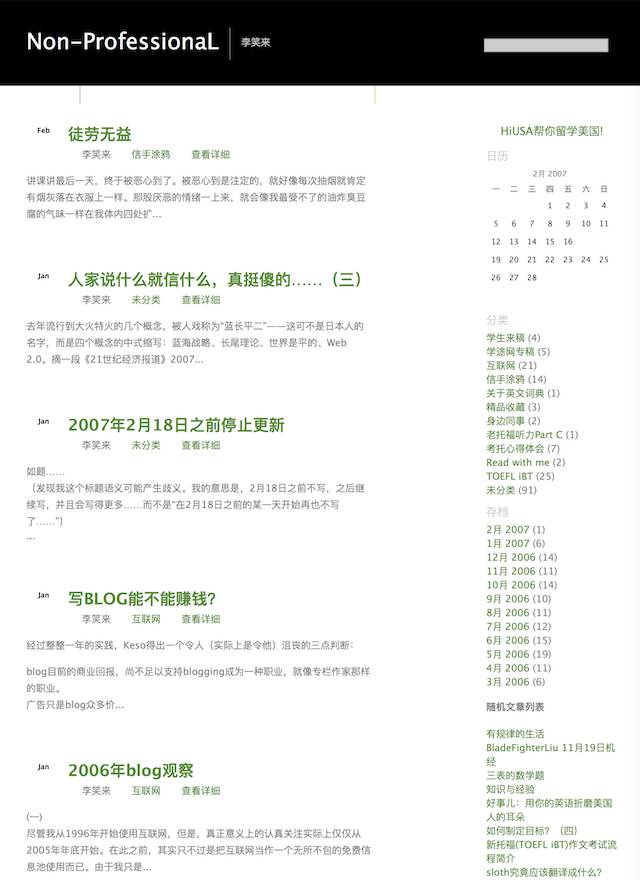 Non-ProfessionaL
李笑来
Feb
徒劳无益
李笑来 信手涂鸦 查看详细
讲课讲最后一天，终于被恶心到了。被恶心到是注定的，就好像每次抽烟就肯定
有烟灰落在衣服上一样。那股厌恶的情绪一上来，就会像我最受不了的油炸臭豆
腐的气味一样在我体内四处扩...
Jan
人家说什么就信什么，真挺傻的……（三）
李笑来 未分类 查看详细
去年流行到大火特火的几个概念，被人戏称为“蓝长平二”——这可不是日本人的
名字，而是四个概念的中式缩写：蓝海战略、长尾理论、世界是平的、Web
2.0。摘一段《21世纪经济报道》2007...
Jan
2007年2月18日之前停止更新
李笑来 未分类 查看详细
如题……
（发现我这个标题语义可能产生歧义。我的意思是，2月18日之前不写，之后继
续写，并且会写得更多……而不是“在2月18日之前的某一天开始再也不写
了……”)
...
Jan
写BLOG能不能赚钱？
李笑来 互联网 查看详细
经过整整一年的实践，Keso得出一个令人（实际上是令他）沮丧的三点判断：
blog目前的商业回报，尚不足以支持blogging成为一种职业，就像专栏作家那样
的职业。
广告只是blog众多价...
Jan
2006年blog观察
李笑来 互联网 查看详细
(一)
尽管我从1996年开始使用互联网，但是，真正意义上的认真关注实际上仅仅从
2005年年底开始。在此之前，其实只不过是把互联网当作一个无所不包的免费信
息池使用而已。由于我只是...
HiUSA帮你留学美国!
日历
2月 2007
一 二 三 四 五 六 日
1 2 3 4
5 6 7 8 9 10 11
12 13 14 15 16
19 20 21 22 23 24 25
26 27 28
分类
学生来稿 (4)
学途网专稿 (5)
互联网 (21)
信手涂鸦 (14)
关于英文词典 (1)
精品收藏 (3)
身边同事 (2)
老托福听力Part C (1)
考托心得体会 (7)
Read with me (2)
TOEFL iBT (25)
未分类 (91)
存档
2月 2007 (1)
1月 2007 (6)
12月 2006 (14)
11月 2006 (11)
10月 2006 (14)
9月 2006 (10)
8月 2006 (11)
7月 2006 (12)
6月 2006 (15)
5月 2006 (19)
4月 2006 (11)
3月 2006 (6)
随机文章列表
有规律的生活
BladeFighterLiu 11月19日机
经
三表的数学题
知识与经验
好事儿：用你的英语折磨美国
人的耳朵
如何制定目标？（四）
新托福(TOEFL iBT)作文考试流
程简介
sloth究竟应该翻译成什么？